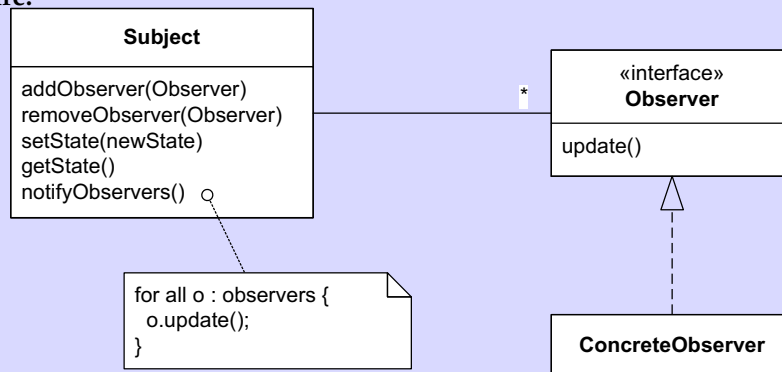 Subject
addObserver(Observer)
removeObserver(Observer)
setState(newState)
getState()
notifyObservers()
*
«interface»
Observer
update()
for all o : observers {
o.update();
}
ConcreteObserver